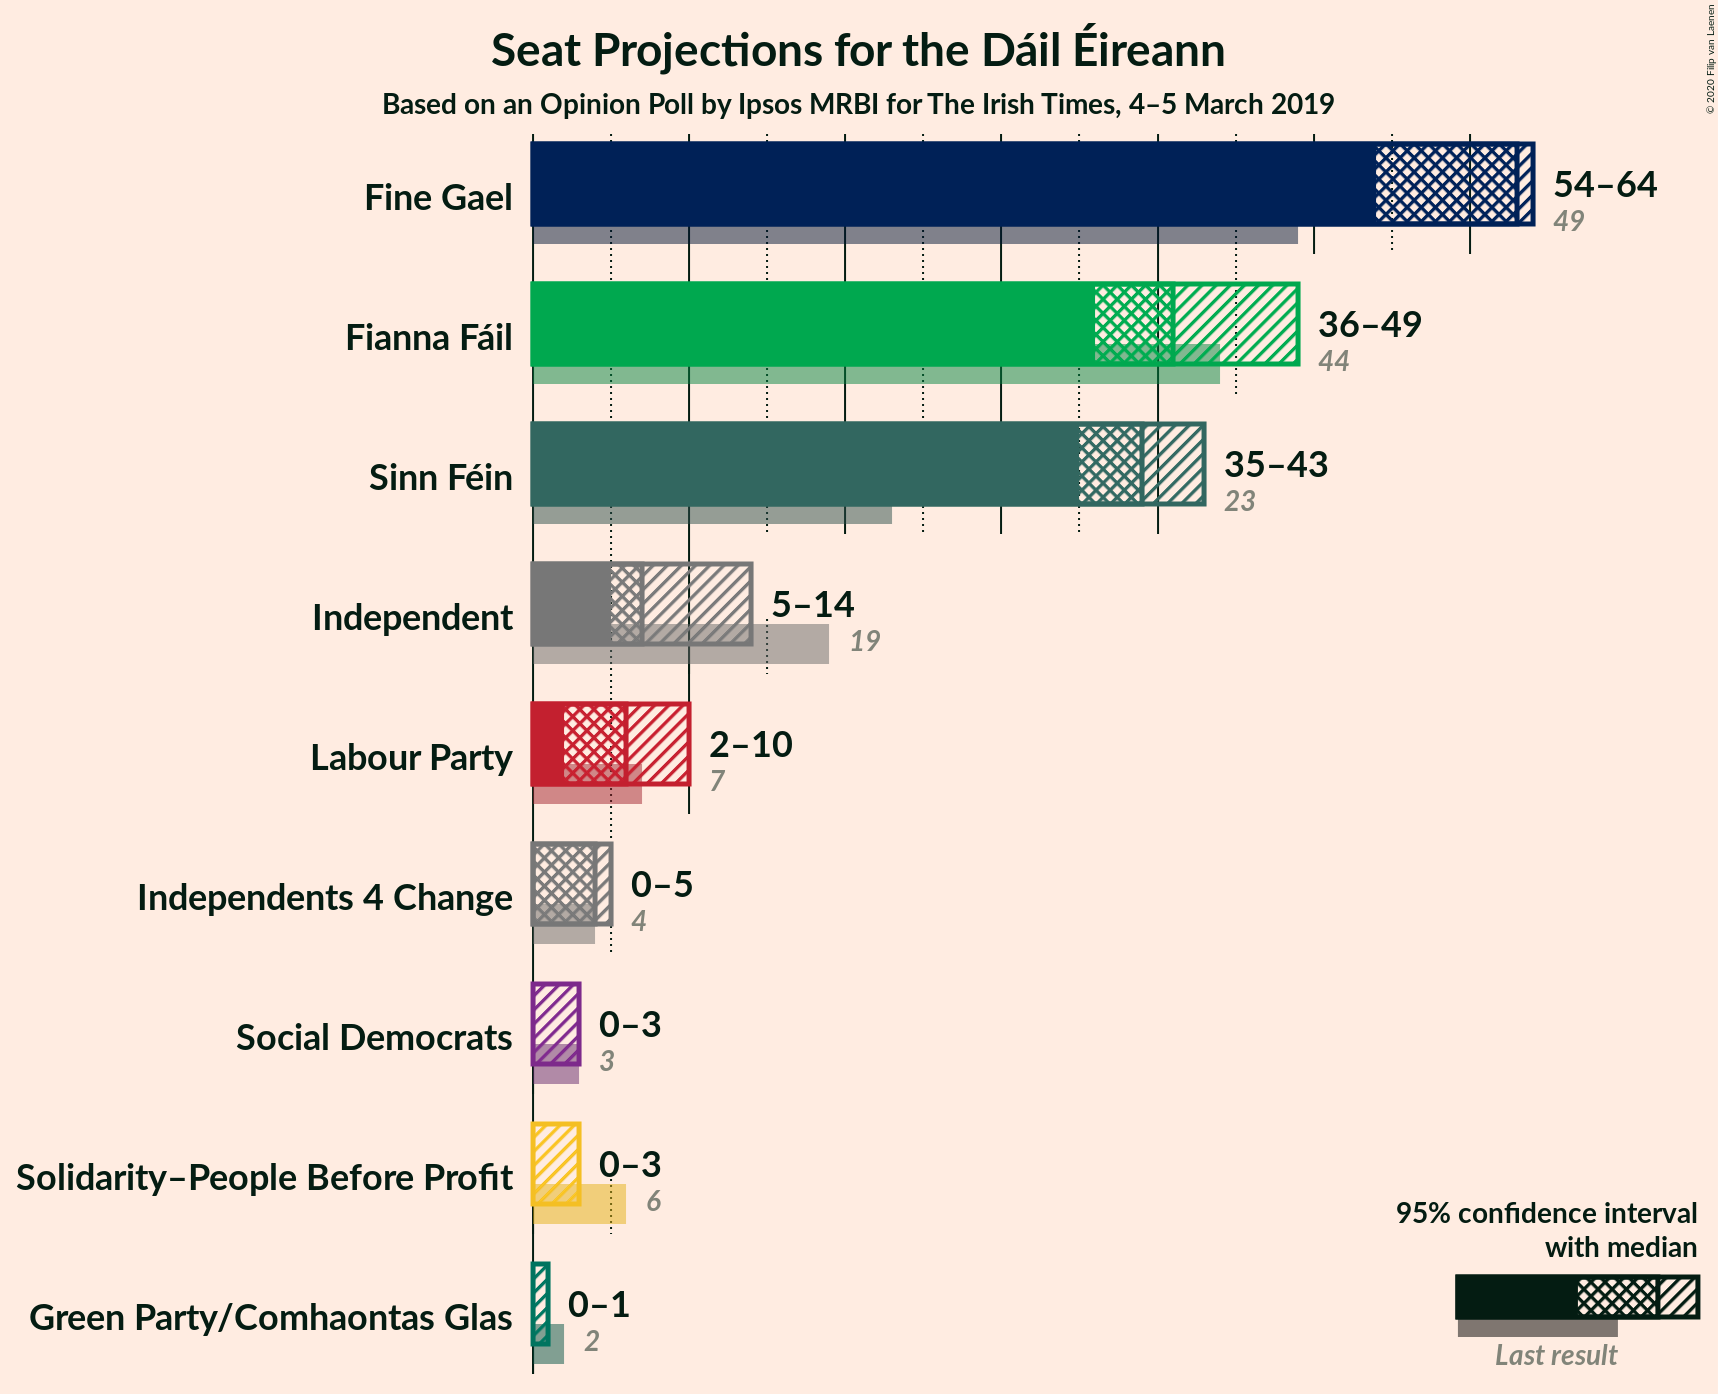 Seat Projections for the Dáil Éireann
Based on an Opinion Poll by Ipsos MRBI for The Irish Times, 4–5 March 2019
© 2020 Filip van Laenen
Fine Gael
54–64
49
Fianna Fáil
36–49
44
Sinn Féin
35–43
23
Independent
5–14
19
Labour Party
2–10
7
Independents 4 Change
0–5
4
Social Democrats
0–3
3
Solidarity–People Before Profit
0–3
6
Green Party/Comhaontas Glas
0–1
2
95% confidence interval
with median
Last result